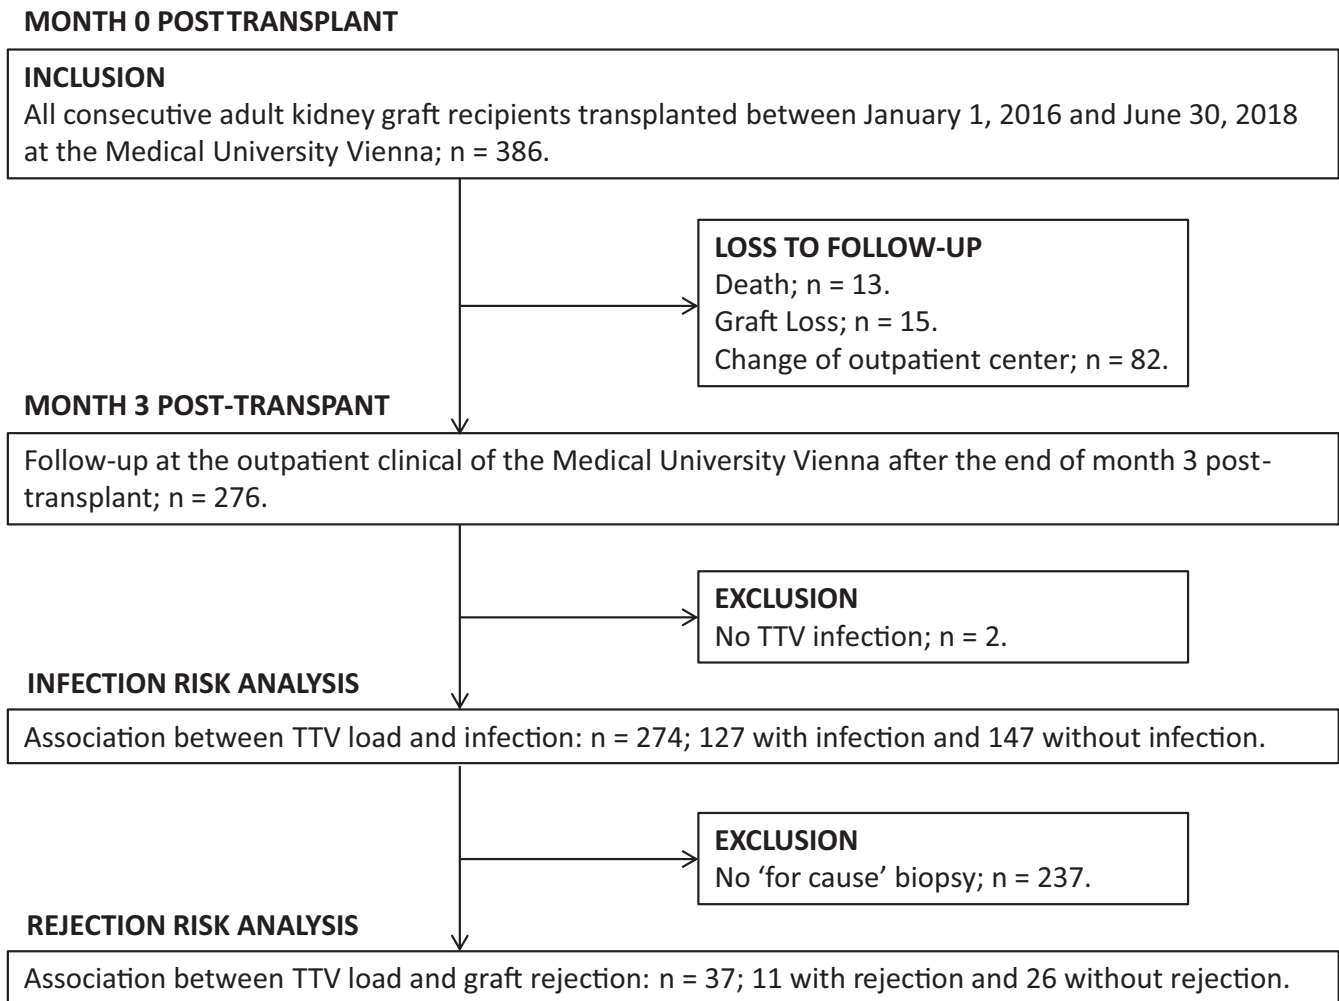 MONTH 0 POST TRANSPLANT
INCLUSION
All consecutive adult kidney graft recipients transplanted between January 1, 2016 and June 30, 2018
at the Medical University Vienna; n = 386.
LOSS TO FOLLOW-UP
Death; n = 13.
Graft Loss; n = 15.
Change of outpatient center; n = 82.
MONTH 3 POST-TRANSPANT
Follow-up at the outpatient clinical of the Medical University Vienna after the end of month 3 post-
transplant; n = 276.
EXCLUSION
No TTV infection; n = 2.
INFECTION RISK ANALYSIS
Association between TTV load and infection: n = 274; 127 with infection and 147 without infection.
EXCLUSION
No ‘for cause’ biopsy; n = 237.
REJECTION RISK ANALYSIS
Association between TTV load and graft rejection: n = 37; 11 with rejection and 26 without rejection.